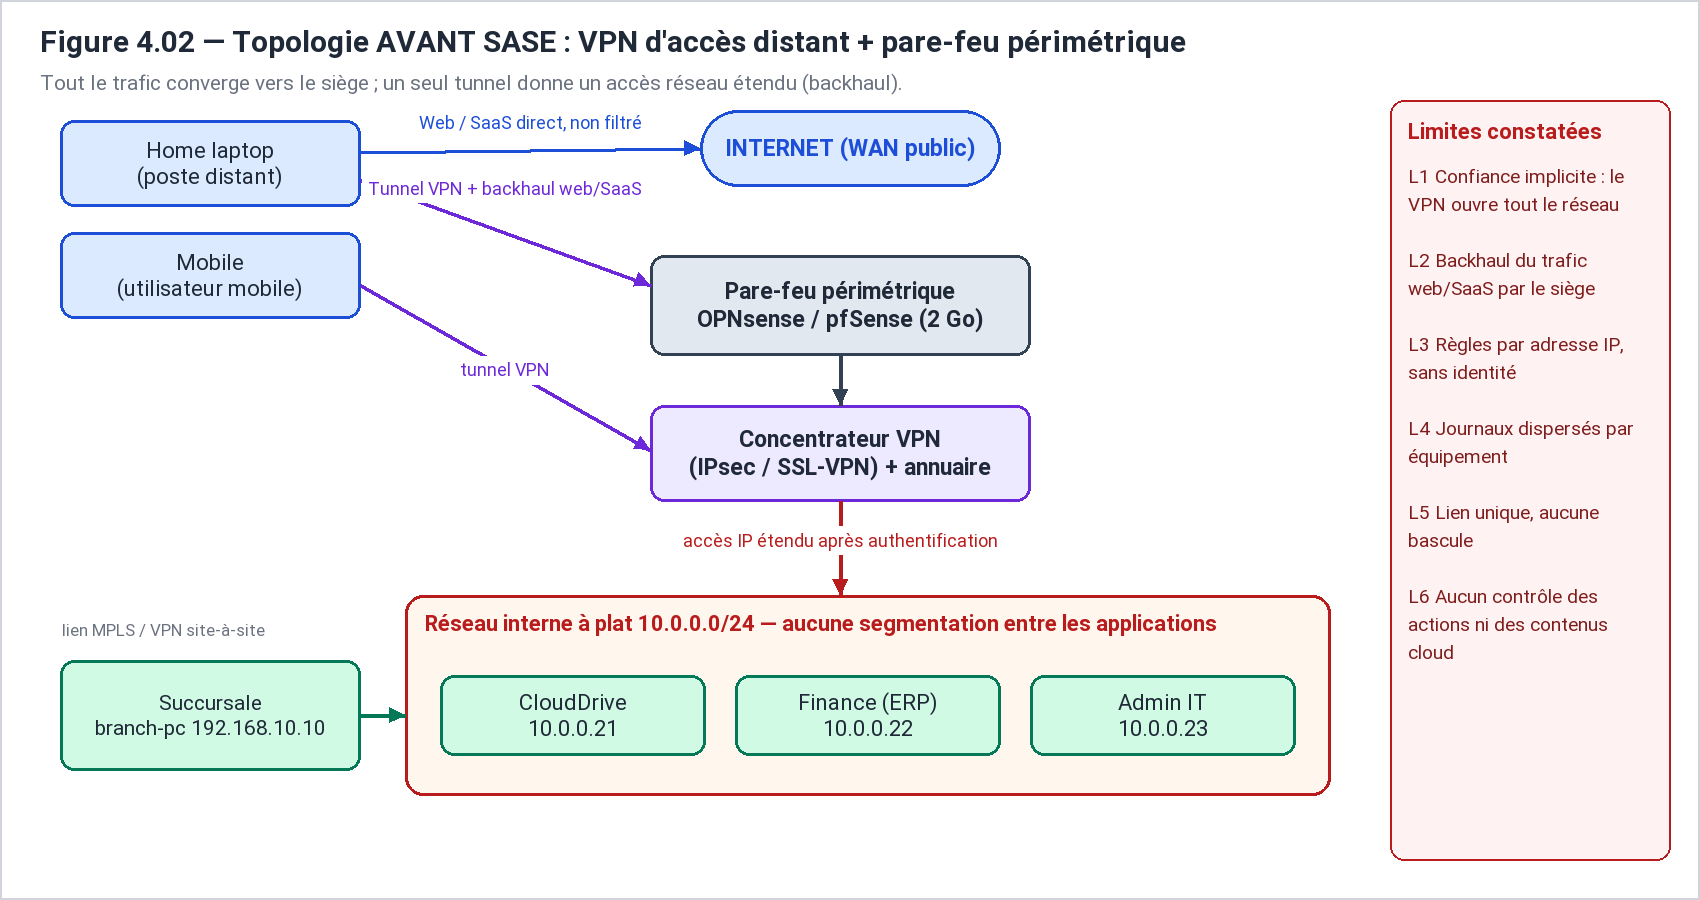 Figure 4.02 — Topologie AVANT SASE : VPN d'accès distant + pare-feu périmétrique
Tout le trafic converge vers le siège ; un seul tunnel donne un accès réseau étendu (backhaul).
Home laptop
(poste distant)
Web / SaaS direct, non filtré
INTERNET (WAN public)
Tunnel VPN + backhaul web/SaaS
Mobile
(utilisateur mobile)
Pare-feu périmétrique
OPNsense / pfSense (2 Go)
tunnel VPN
Concentrateur VPN
(IPsec / SSL-VPN) + annuaire
accès IP étendu après authentification
lien MPLS / VPN site-à-site
Succursale
branch-pc 192.168.10.10
Réseau interne à plat 10.0.0.0/24 — aucune segmentation entre les applications
CloudDrive
10.0.0.21
Finance (ERP)
10.0.0.22
Admin IT
10.0.0.23
Limites constatées
L1 Confiance implicite : le
VPN ouvre tout le réseau
L2 Backhaul du trafic
web/SaaS par le siège
L3 Règles par adresse IP,
sans identité
L4 Journaux dispersés par
équipement
L5 Lien unique, aucune
bascule
L6 Aucun contrôle des
actions ni des contenus
cloud